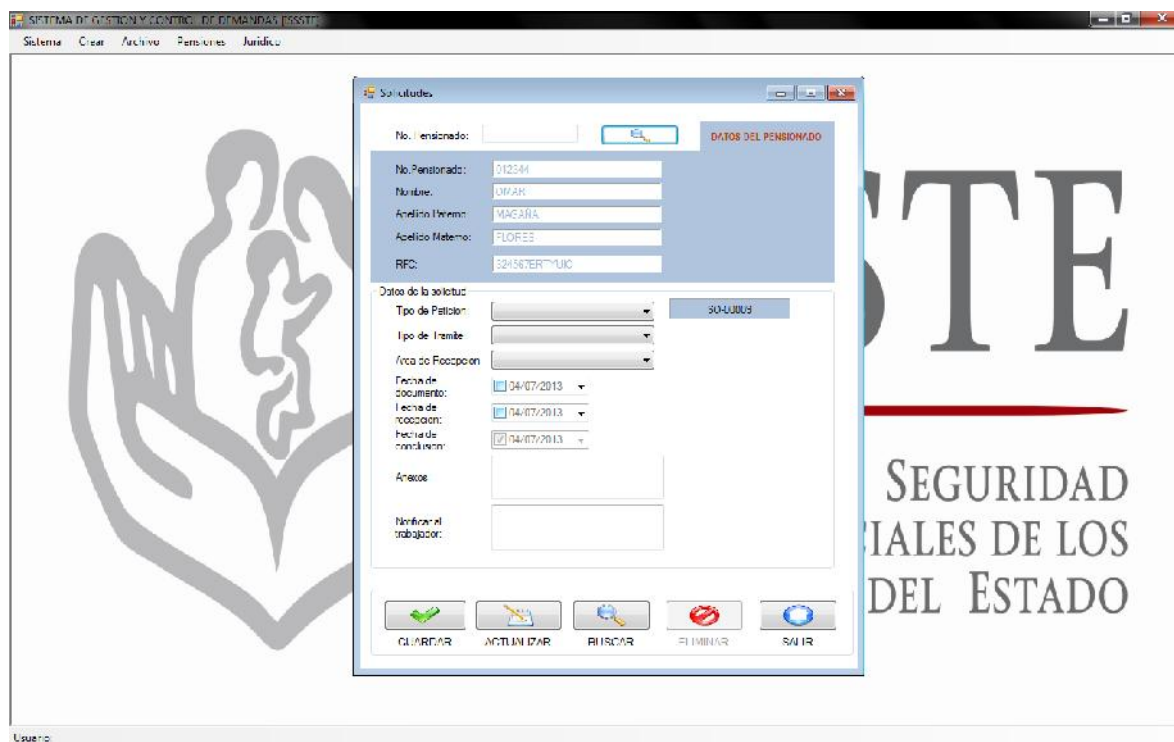 SISTEMA DE GESTION Y CONTROL DE DEMANDAS [ISSSTE]
Sistema Crear Archivo Pensiones Juridico
Solicitudes
No. Pensionado:
DATOS DEL PENSIONADO
No.Pensionado: 012344
Nombre: OMAR
Apellido Paterno MAGAÑA
Apellido Materno: FLORES
RFC:
Datos de la solicitud
Tipo de Peticion SO-00009
Tipo de Tramite
Area de Recepcion
Fecha de
documento: 04/07/2013
Fecha de
recepcion: 04/07/2013
Fecha de
conclusion: 04/07/2013
Anexos
Notificar al
trabajador:
GUARDAR ACTUALIZAR BUSCAR ELIMINAR SALIR
STE
SEGURIDAD
IALES DE LOS
DEL ESTADO
Usuario: